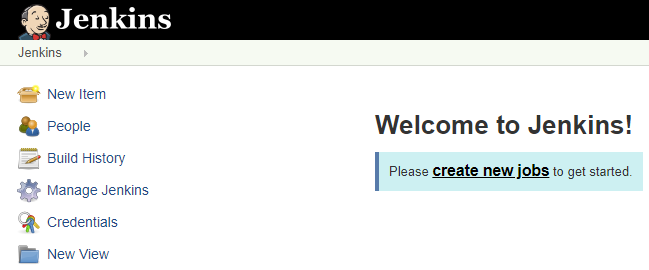 Jenkins
Jenkins
New Item
People
Build History
Manage Jenkins
Credentials
New View
Welcome to Jenkins!
Please create new jobs to get started.